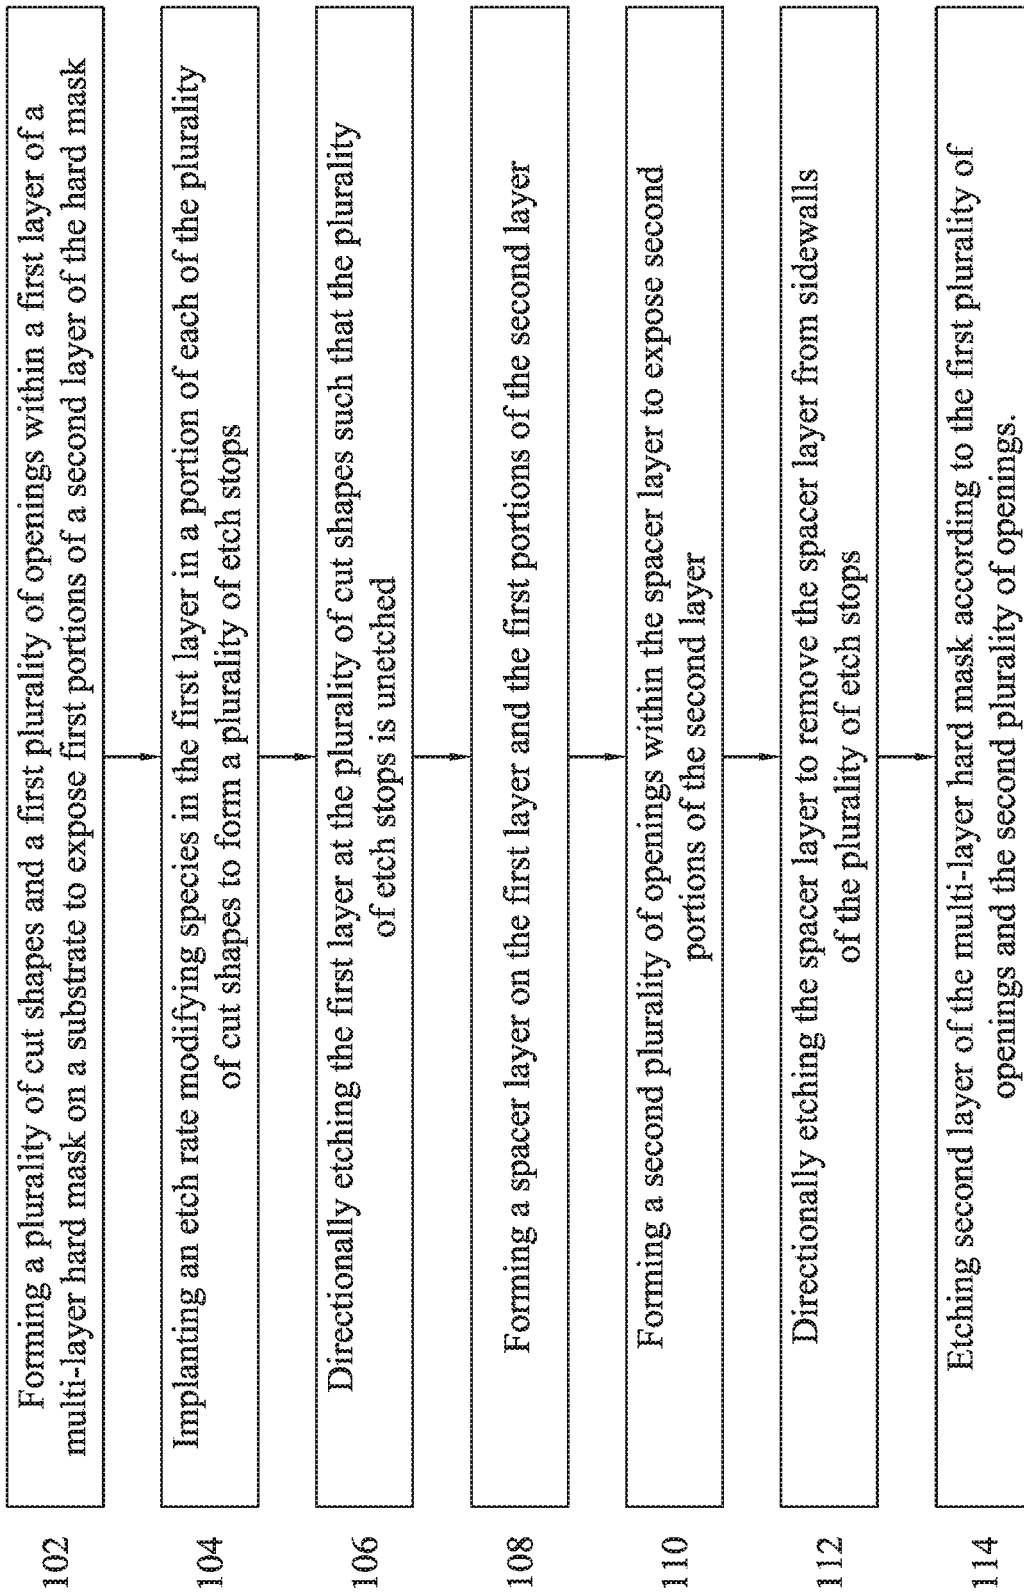 102
Forming a plurality of cut shapes and a first plurality of openings within a first layer of a
multi-layer hard mask on a substrate to expose first portions of a second layer of the hard mask
104
Implanting an etch rate modifying species in the first layer in a portion of each of the plurality
of cut shapes to form a plurality of etch stops
106
Directionally etching the first layer at the plurality of cut shapes such that the plurality
of etch stops is unetched
108
Forming a spacer layer on the first layer and the first portions of the second layer
110
Forming a second plurality of openings within the spacer layer to expose second
portions of the second layer
112
Directionally etching the spacer layer to remove the spacer layer from sidewalls
of the plurality of etch stops
114
Etching second layer of the multi-layer hard mask according to the first plurality of
openings and the second plurality of openings.